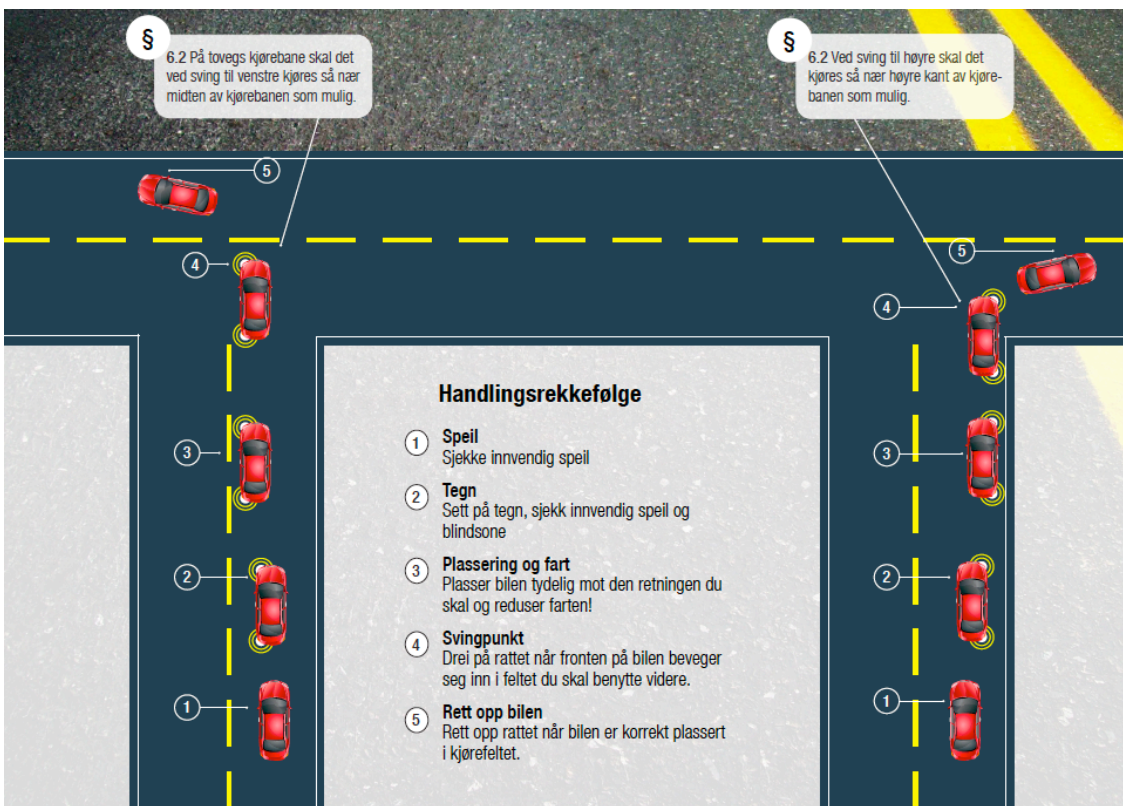 §
6.2 På tovegs kjørebane skal det
ved sving til venstre kjøres så nær
midten av kjørebanen som mulig.
§
6.2 Ved sving til høyre skal det
kjøres så nær høyre kant av kjøre-
banen som mulig.
5
4
3
2
1
Handlingsrekkefølge
1 Speil
Sjekke innvendig speil
2 Tegn
Sett på tegn, sjekk innvendig speil og
blindsone
3 Plassering og fart
Plasser bilen tydelig mot den retningen du
skal og reduser farten!
4 Svingpunkt
Drei på rattet når fronten på bilen beveger
seg inn i feltet du skal benytte videre.
5 Rett opp bilen
Rett opp rattet når bilen er korrekt plassert
i kjørefeltet.
5
4
3
2
1